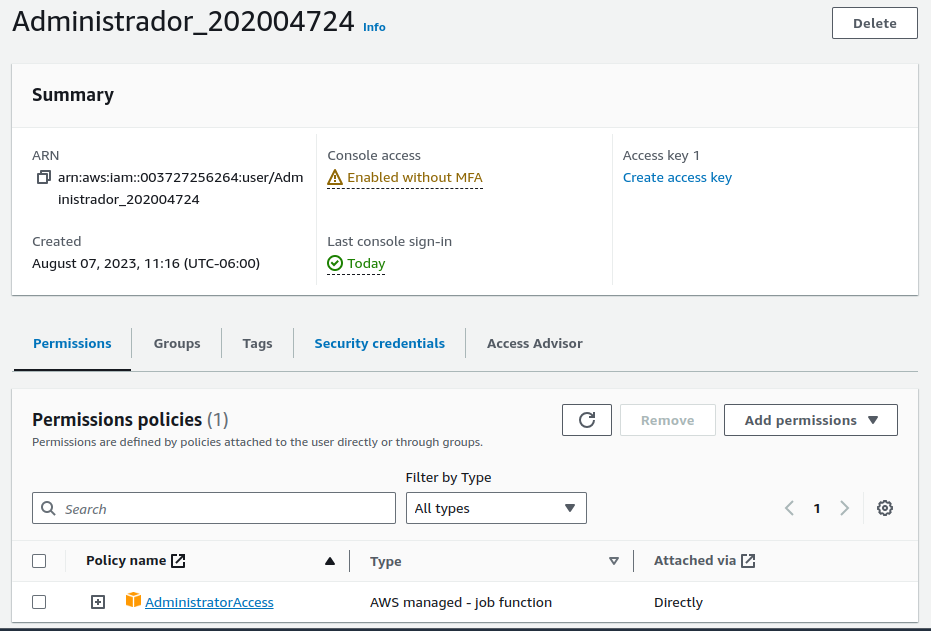 Administrador_202004724 Info
Delete
Summary
ARN
arn:aws:iam::003727256264:user/Adm
inistrador_202004724
Console access
Enabled without MFA
Access key 1
Create access key
Created
August 07, 2023, 11:16 (UTC-06:00)
Last console sign-in
Today
Permissions
Groups
Tags
Security credentials
Access Advisor
Permissions policies (1)
Permissions are defined by policies attached to the user directly or through groups.
Remove
Add permissions
Filter by Type
Search
All types
1
Policy name
Type
Attached via
AdministratorAccess
AWS managed - job function
Directly